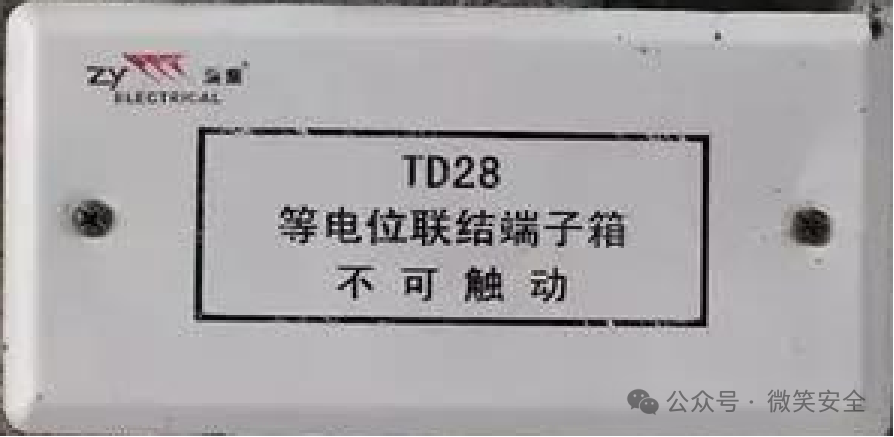 ZY
ELECTRICAL
TD28
等电位联结端子箱
不可触动
公众号·微笑安全